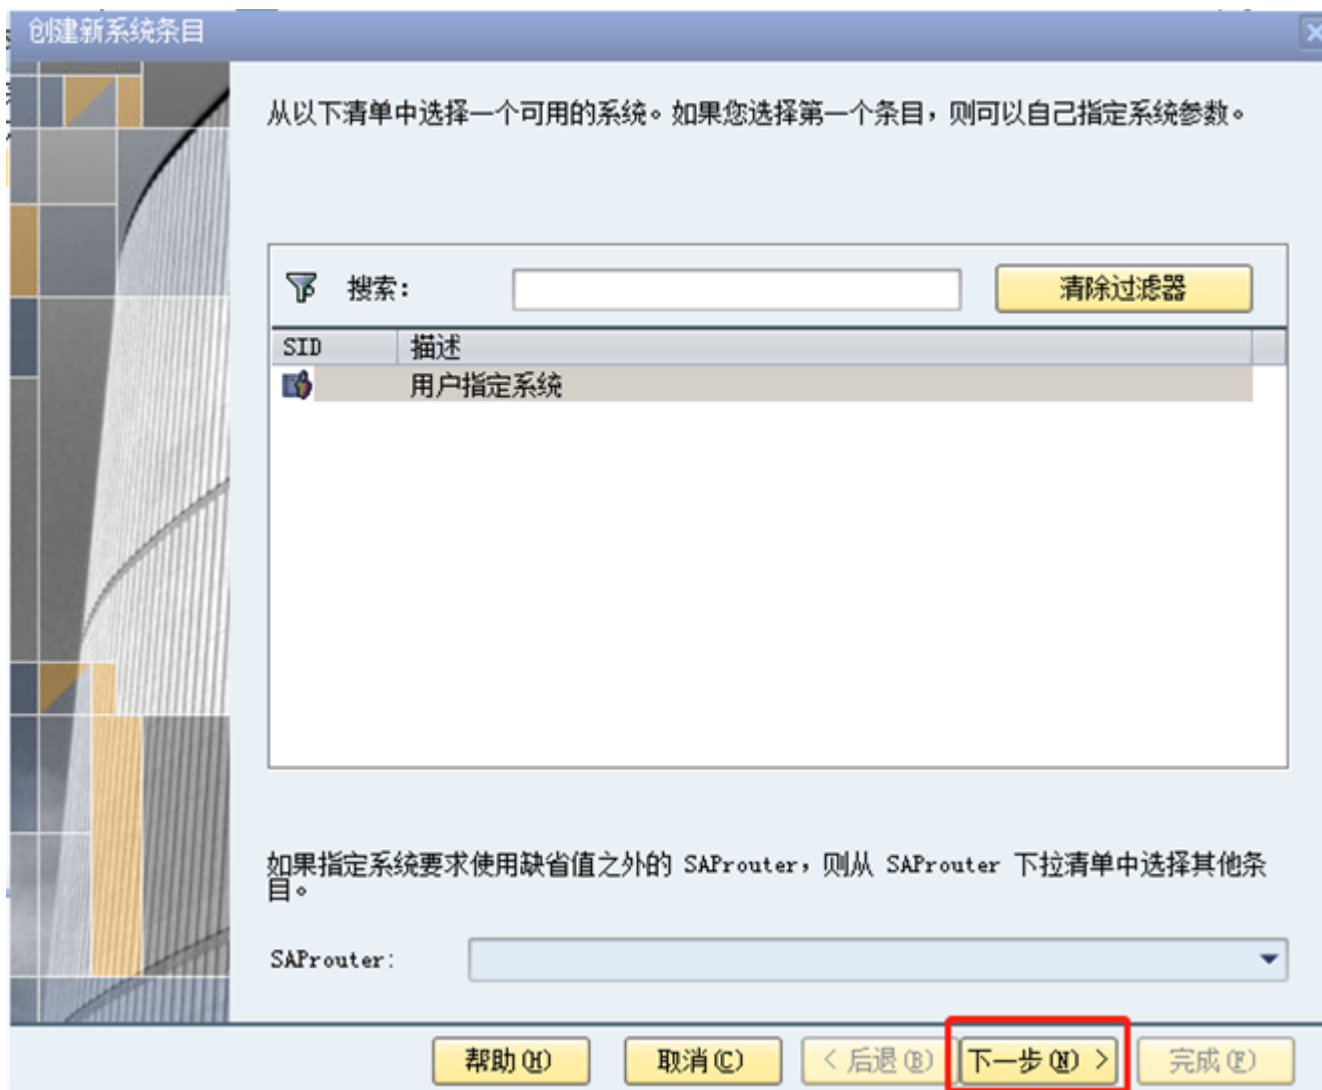 创建新系统条目
从以下清单中选择一个可用的系统。如果您选择第一个条目，则可以自己指定系统参数。
搜索：
清除过滤器
SID 描述
用户指定系统
如果指定系统要求使用缺省值之外的 SAProuter，则从 SAProuter 下拉清单中选择其他条
目。
SAProuter:
帮助(H) 取消(C) < 后退(B) 下一步(N) > 完成(F)